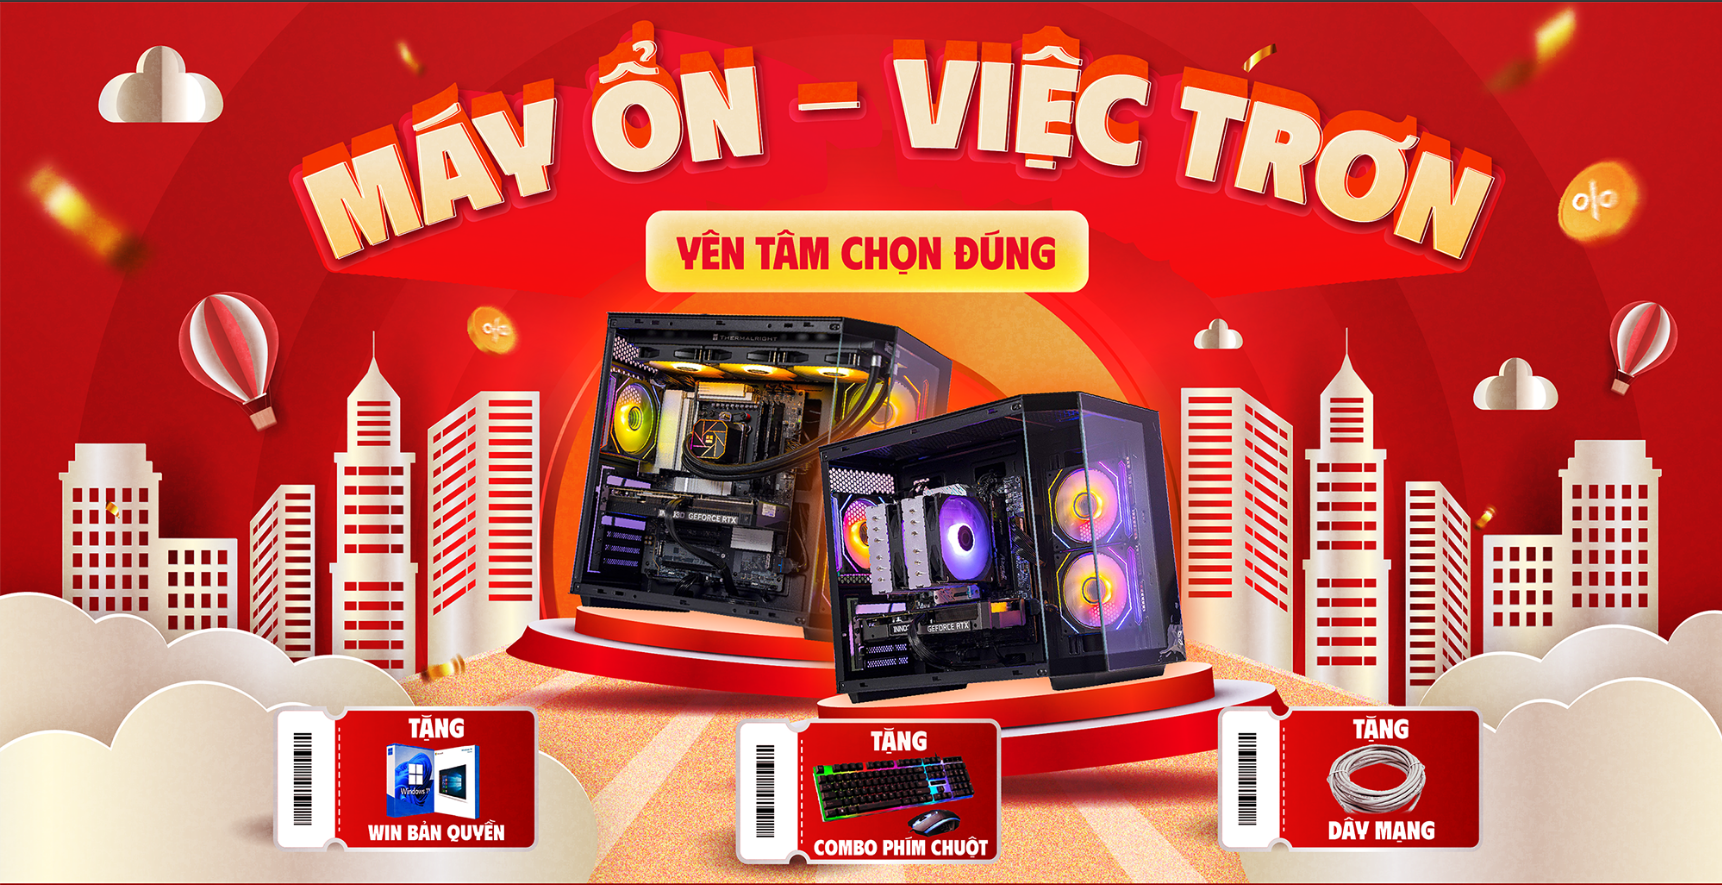 MÁY ỔN – VIỆC TRƠN
YÊN TÂM CHỌN ĐÚNG
THERMALRIGHT
GEFORCE RTX
GEFORCE RTX
TẶNG
WIN BẢN QUYỀN
TẶNG
COMBO PHÍM CHUỘT
TẶNG
DÂY MẠNG